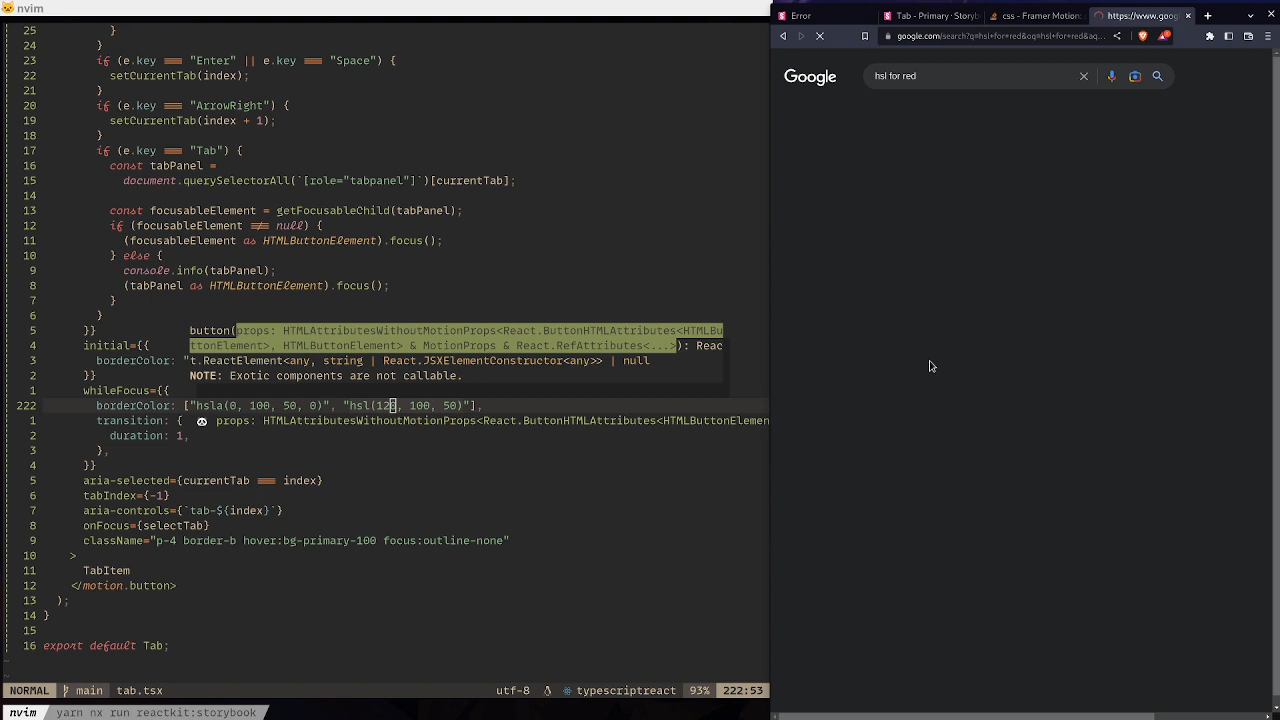 nvim
25 }
24 }
23 if (e.key === "Enter" || e.key === "Space") {
22 setCurrentTab(index);
21 }
20 if (e.key === "ArrowRight") {
19 setCurrentTab(index + 1);
18 }
17 if (e.key === "Tab") {
16 const tabPanel =
15 document.querySelectorAll(`[role="tabpanel"]`)[currentTab];
14
13 const focusableElement = getFocusableChild(tabPanel);
12 if (focusableElement !== null) {
11 (focusableElement as HTMLButtonElement).focus();
10 } else {
9 console.info(tabPanel);
8 (tabPanel as HTMLButtonElement).focus();
7 }
6 }
5 }} button(props: HTMLAttributesWithoutMotionProps<React.ButtonHTMLAttributes<HTMLBu
4 initial={{ ttonElement>, HTMLButtonElement> & MotionProps & React.RefAttributes<...>): Reac
3 borderColor: "t.ReactElement<any, string | React.JSXElementConstructor<any>> | null
2 }} NOTE: Exotic components are not callable.
1 whileFocus={{
222 borderColor: ["hsla(0, 100, 50, 0)", "hsl(120, 100, 50)"],
1 transition: { 🐼 props: HTMLAttributesWithoutMotionProps<React.ButtonHTMLAttributes<HTMLButtonElemen
2 duration: 1,
3 },
4 }}
5 aria-selected={currentTab === index}
6 tabIndex={-1}
7 aria-controls={`tab-${index}`}
8 onFocus={selectTab}
9 className="p-4 border-b hover:bg-primary-100 focus:outline-none"
10 >
11 TabItem
12 </motion.button>
13 );
14 }
15
16 export default Tab;
~
~
NORMAL main tab.tsx utf-8 typescriptreact 93% 222:53
nvim yarn nx run reactkit:storybook
Error Tab - Primary · Storyb css - Framer Motion: https://www.goog
google.com/search?q=hsl+for+red&oq=hsl+for+red&aq...
Google hsl for red